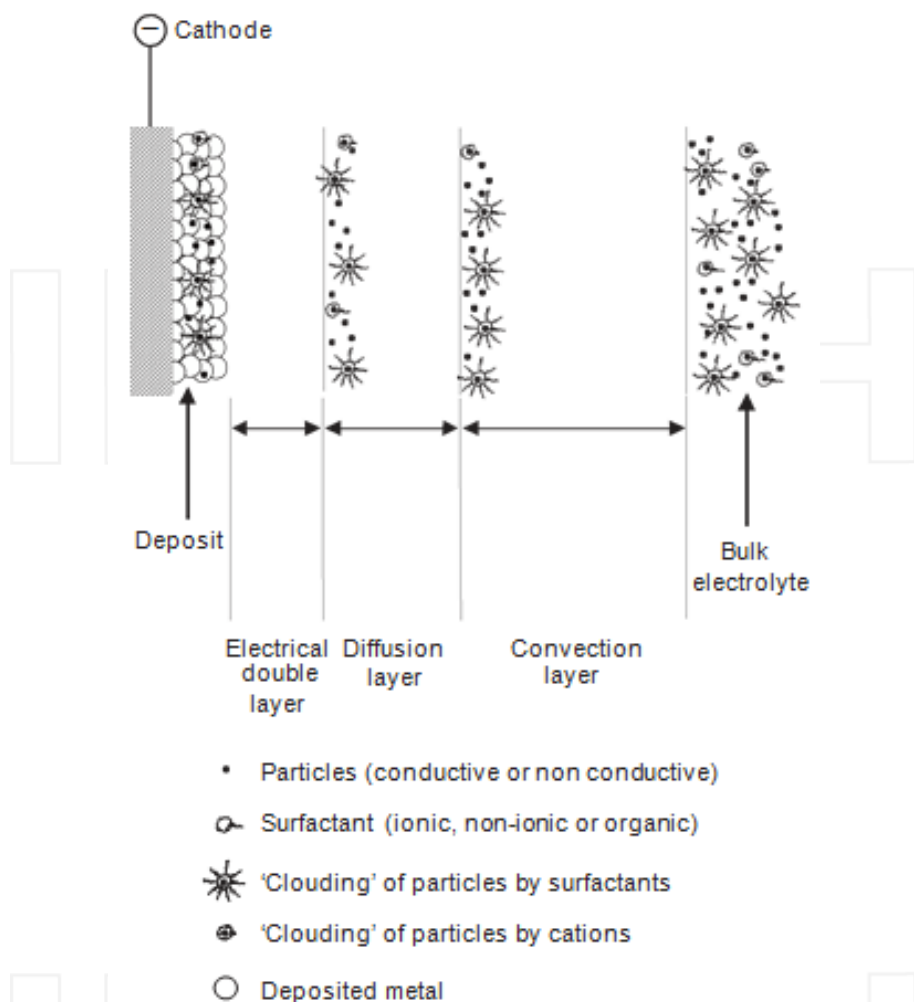 Cathode
Deposit
Bulk
electrolyte
Electrical
double
layer
Diffusion
layer
Convection
layer
Particles (conductive or non conductive)
Surfactant (ionic, non-ionic or organic)
‘Clouding’ of particles by surfactants
‘Clouding’ of particles by cations
Deposited metal